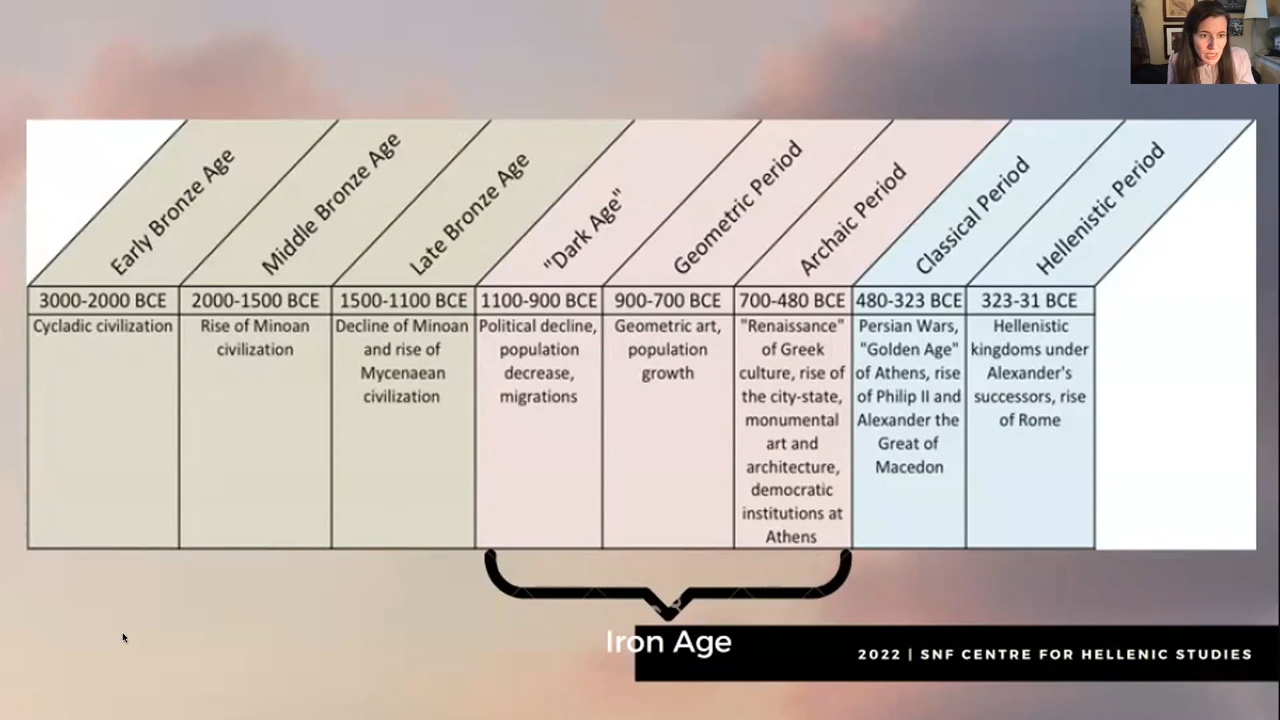 Early Bronze Age
Middle Bronze Age
Late Bronze Age
"Dark Age"
Geometric Period
Archaic Period
Classical Period
Hellenistic Period
3000-2000 BCE
2000-1500 BCE
1500-1100 BCE
1100-900 BCE
900-700 BCE
700-480 BCE
480-323 BCE
323-31 BCE
Cycladic civilization
Rise of Minoan
civilization
Decline of Minoan
and rise of
Mycenaean
civilization
Political decline,
population
decrease,
migrations
Geometric art,
population
growth
"Renaissance"
of Greek
culture, rise of
the city-state,
monumental
art and
architecture,
democratic
institutions at
Athens
Persian Wars,
"Golden Age"
of Athens, rise
of Philip II and
Alexander the
Great of
Macedon
Hellenistic
kingdoms under
Alexander's
successors, rise
of Rome
Iron Age
2022 | SNF CENTRE FOR HELLENIC STUDIES